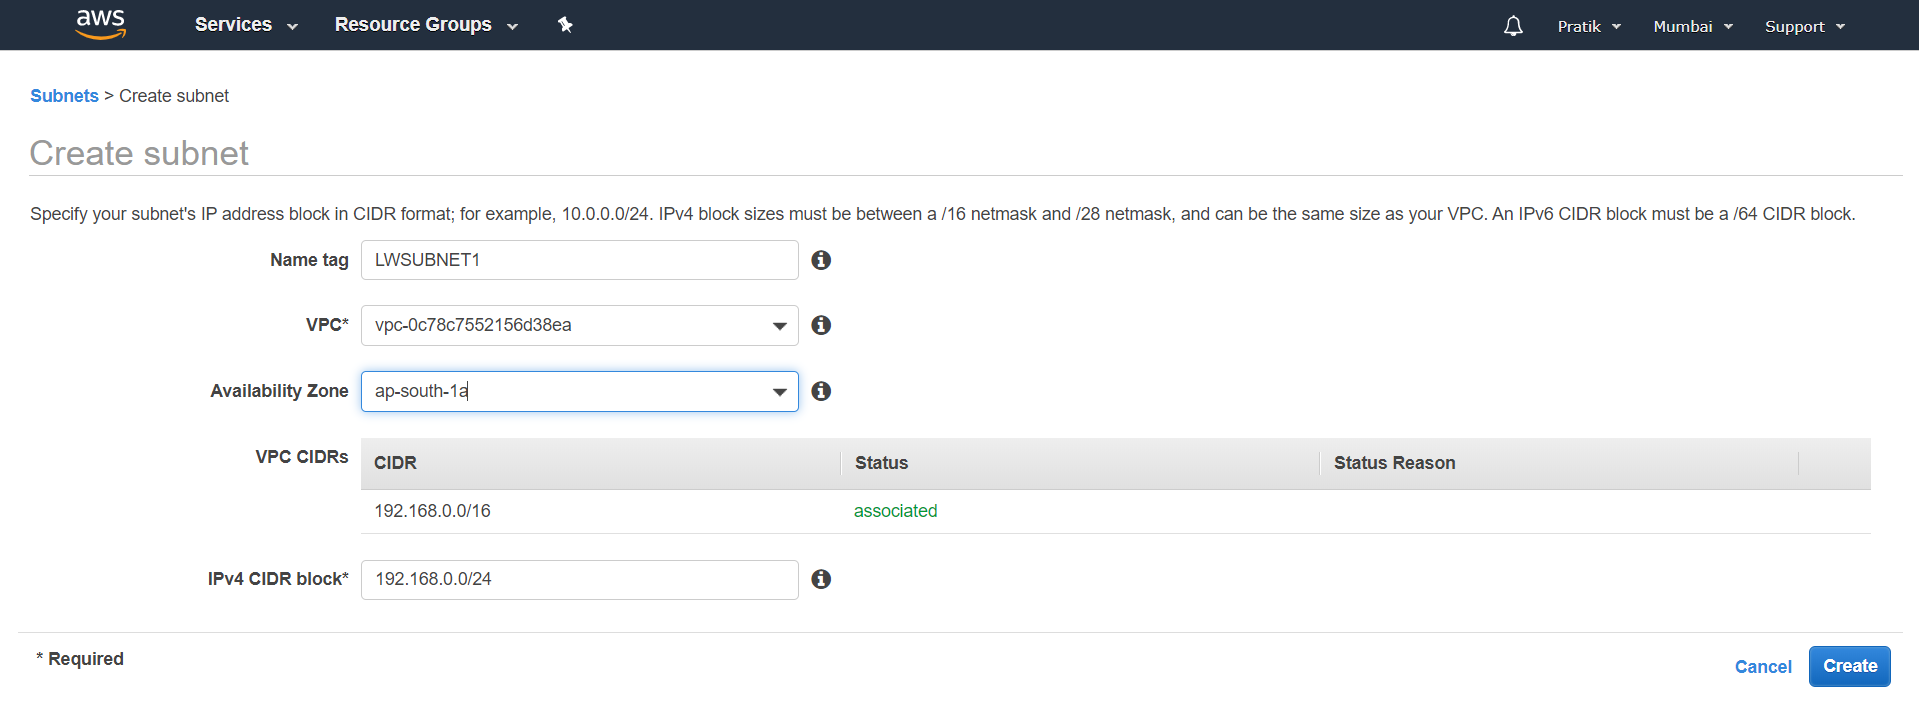 aws Services Resource Groups Pratik Mumbai Support
Subnets > Create subnet
Create subnet
Specify your subnet's IP address block in CIDR format; for example, 10.0.0.0/24. IPv4 block sizes must be between a /16 netmask and /28 netmask, and can be the same size as your VPC. An IPv6 CIDR block must be a /64 CIDR block.
Name tag LWSUBNET1
VPC* vpc-0c78c7552156d38ea
Availability Zone ap-south-1a
VPC CIDRs CIDR Status Status Reason
192.168.0.0/16 associated
IPv4 CIDR block* 192.168.0.0/24
* Required
Cancel Create